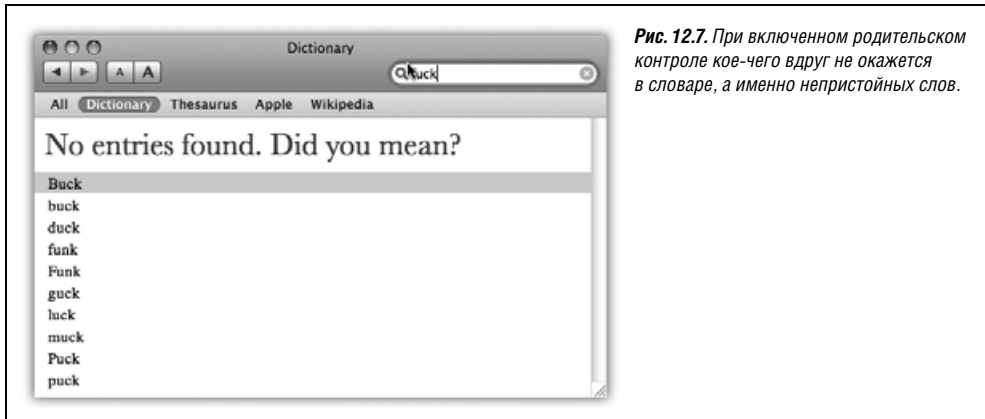 Dictionary
A A
uck
All Dictionary Thesaurus Apple Wikipedia
No entries found. Did you mean?
Buck
buck
duck
funk
Funk
guck
luck
muck
Puck
puck
Рис. 12.7. При включенном родительском
контроле кое-чего вдруг не окажется
в словаре, а именно непристойных слов.